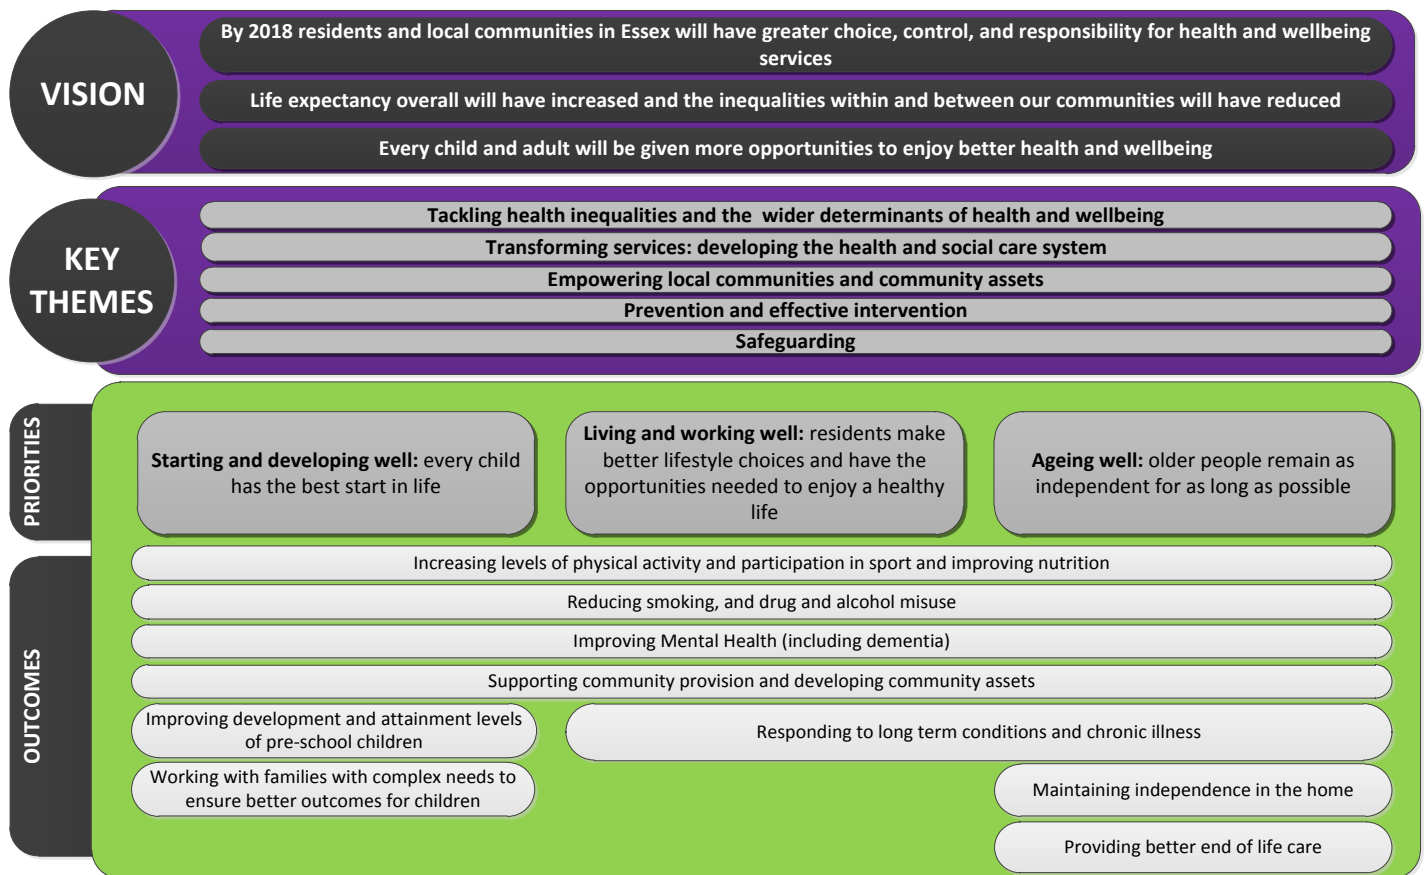 VISION
By 2018 residents and local communities in Essex will have greater choice, control, and responsibility for health and wellbeing
services
Life expectancy overall will have increased and the inequalities within and between our communities will have reduced
Every child and adult will be given more opportunities to enjoy better health and wellbeing
KEY
THEMES
Tackling health inequalities and the wider determinants of health and wellbeing
Transforming services: developing the health and social care system
Empowering local communities and community assets
Prevention and effective intervention
Safeguarding
PRIORITIES
Starting and developing well: every child
has the best start in life
Living and working well: residents make
better lifestyle choices and have the
opportunities needed to enjoy a healthy
life
Ageing well: older people remain as
independent for as long as possible
OUTCOMES
Increasing levels of physical activity and participation in sport and improving nutrition
Reducing smoking, and drug and alcohol misuse
Improving Mental Health (including dementia)
Supporting community provision and developing community assets
Improving development and attainment levels
of pre-school children
Responding to long term conditions and chronic illness
Working with families with complex needs to
ensure better outcomes for children
Maintaining independence in the home
Providing better end of life care